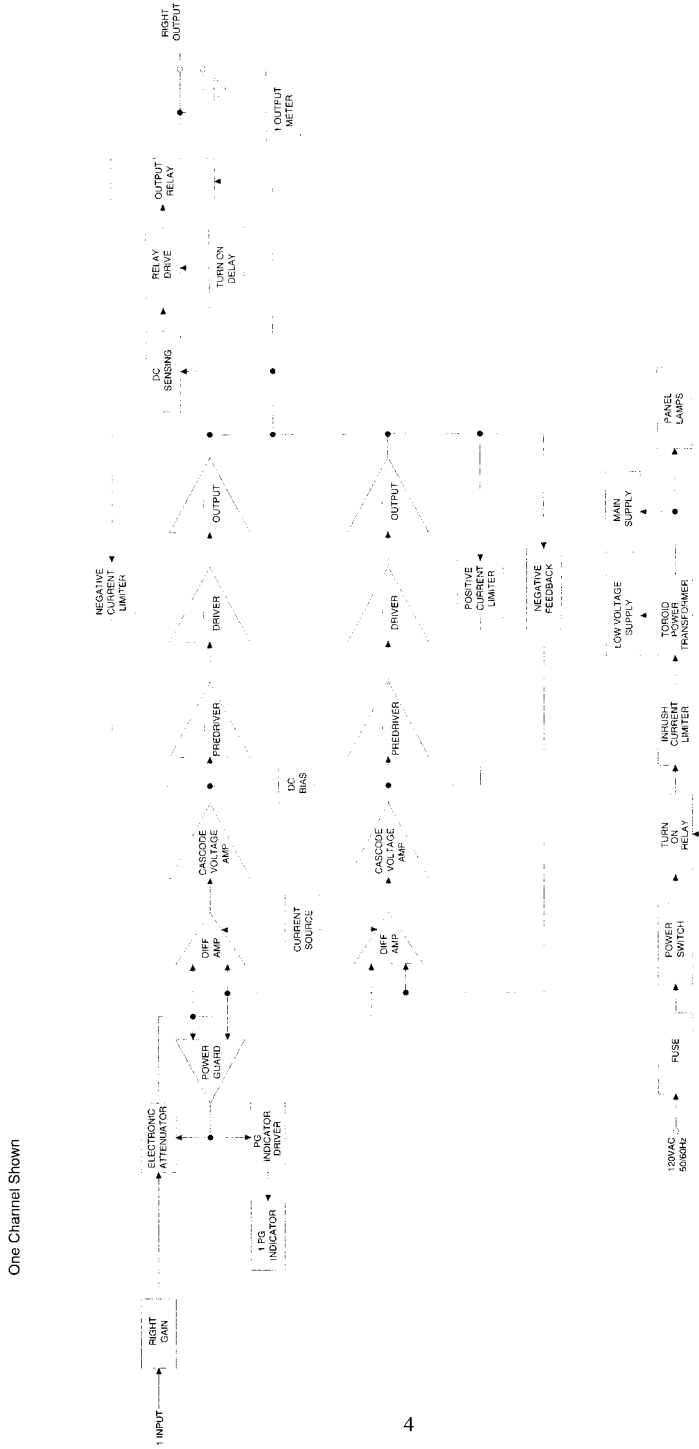 One Channel Shown
1 INPUT
RIGHT
GAIN
ELECTRONIC
ATTENUATOR
POWER
GUARD
PG
INDICATOR
DRIVER
1 PG
INDICATOR
DIFF
AMP
CASCODE
VOLTAGE
AMP
PREDRIVER
DRIVER
OUTPUT
NEGATIVE
CURRENT
LIMITER
DC
SENSING
RELAY
DRIVE
OUTPUT
RELAY
RIGHT
OUTPUT
TURN ON
DELAY
1 OUTPUT
METER
CURRENT
SOURCE
DC
BIAS
DIFF
AMP
CASCODE
VOLTAGE
AMP
PREDRIVER
DRIVER
OUTPUT
POSITIVE
CURRENT
LIMITER
NEGATIVE
FEEDBACK
120VAC
50/60Hz
FUSE
POWER
SWITCH
TURN
ON
RELAY
INRUSH
CURRENT
LIMITER
TOROID
POWER
TRANSFORMER
LOW VOLTAGE
SUPPLY
MAIN
SUPPLY
PANEL
LAMPS
4